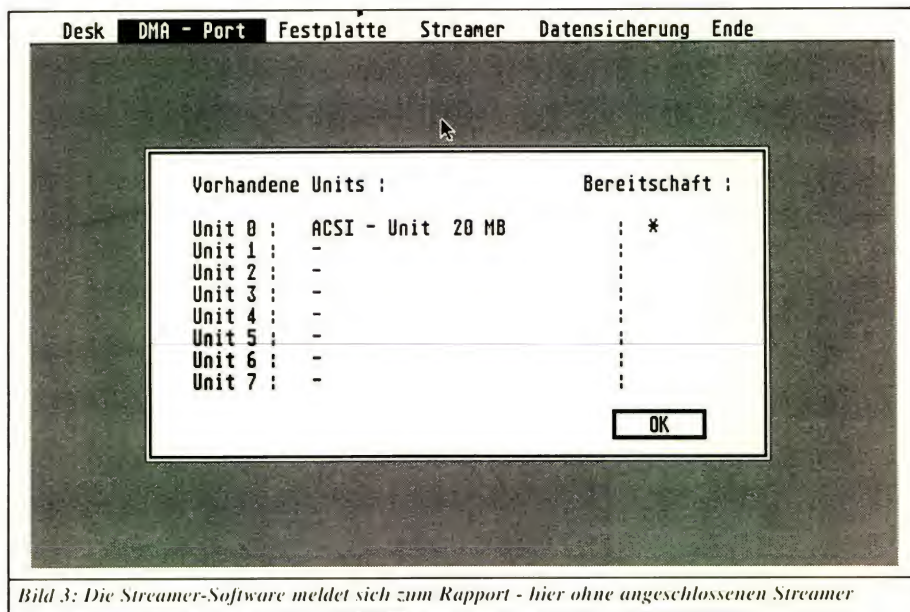 Desk DMA - Port Festplatte Streamer Datensicherung Ende
Vorhandene Units : Bereitschaft :
Unit 0 : ACSI - Unit 20 MB : *
Unit 1 : - :
Unit 2 : - :
Unit 3 : - :
Unit 4 : - :
Unit 5 : - :
Unit 6 : - :
Unit 7 : - :
OK
Bild 3: Die Streamer-Software meldet sich zum Rapport - hier ohne angeschlossenen Streamer